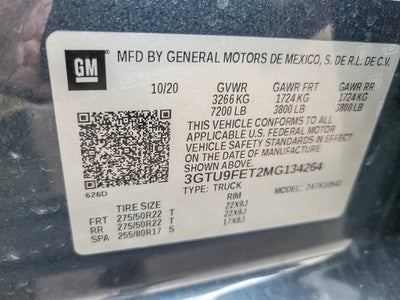 GM
MFD BY GENERAL MOTORS DE MEXICO, S. DE R.L. DE C.V.
10/20 GVWR GAWR FRT GAWR RR
3266 KG 1724 KG 1724 KG
7200 LB 3800 LB 3800 LB
THIS VEHICLE CONFORMS TO ALL
APPLICABLE U.S. FEDERAL MOTOR
VEHICLE SAFETY STANDARDS IN
EFFECT ON THE DATE OF MANUFACTURE
SHOWN ABOVE.
3GTU9FET2MG134264
626D
TYPE: TRUCK MODEL:
TIRE SIZE RIM
FRT 275/50R22 T 22X9J
RR 275/50R22 T 22X9J
SPA 255/80R17 S 17X8J